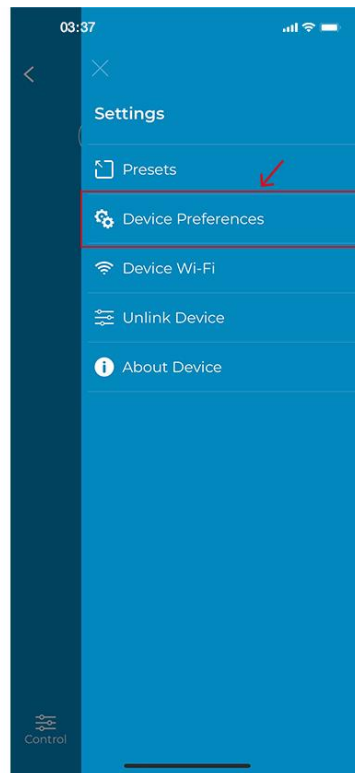 03:37
Settings
Presets
Device Preferences
Device Wi-Fi
Unlink Device
About Device
Control